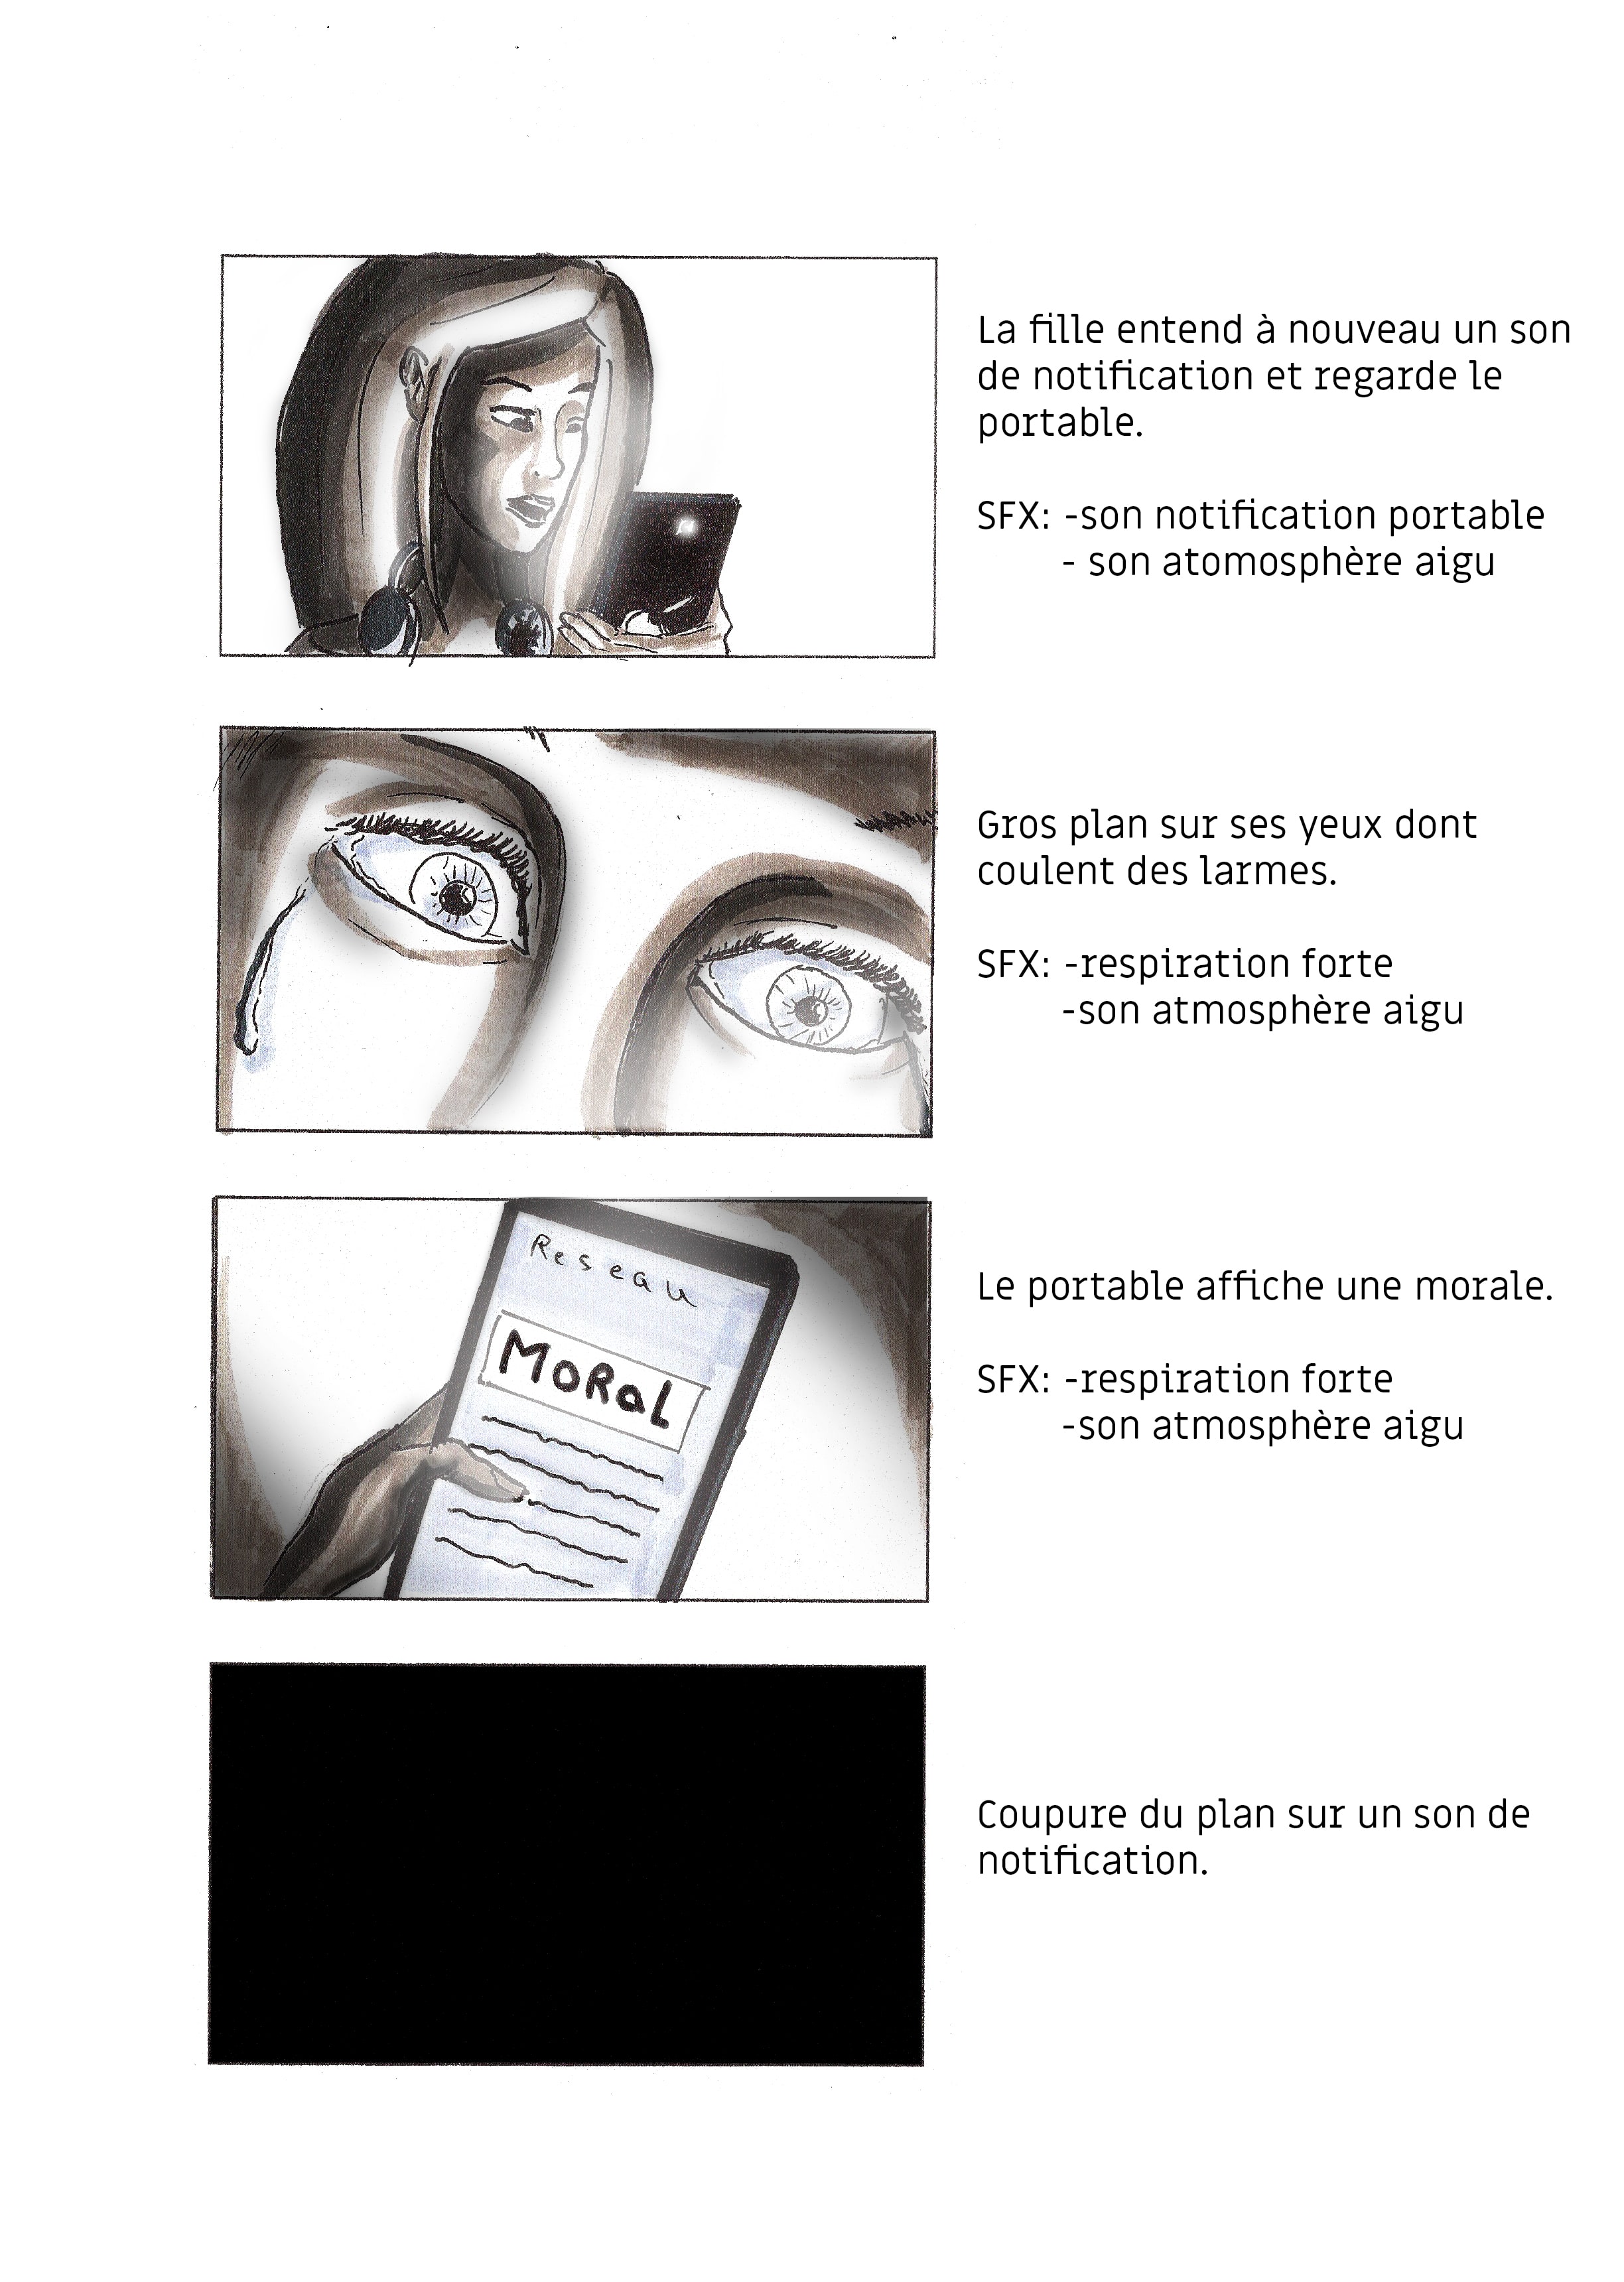 La fille entend à nouveau un son
de notification et regarde le
portable.
SFX: -son notification portable
- son atomosphère aigu
Gros plan sur ses yeux dont
coulent des larmes.
SFX: -respiration forte
-son atmosphère aigu
Reseau
MoRaL
Le portable affiche une morale.
SFX: -respiration forte
-son atmosphère aigu
Coupure du plan sur un son de
notification.